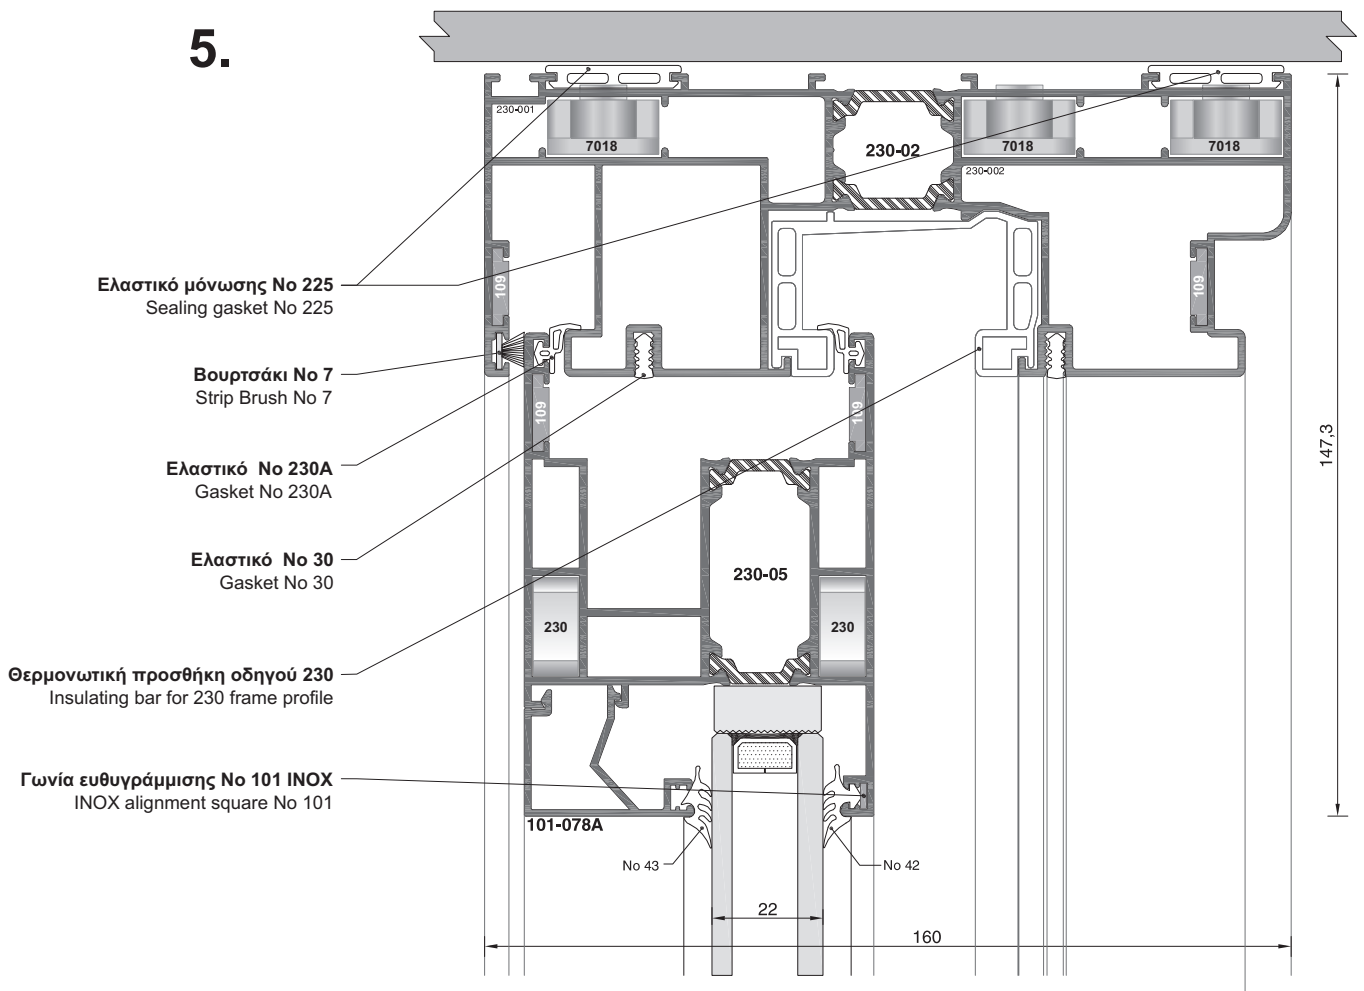 5.
230-001
7018
230-02
7018
7018
230-002
Ελαστικό μόνωσης No 225
Sealing gasket No 225
109
109
Βουρτσάκι No 7
Strip Brush No 7
109
109
147,3
Ελαστικό No 230A
Gasket No 230A
Ελαστικό No 30
Gasket No 30
230-05
230
230
Θερμονωτική προσθήκη οδηγού 230
Insulating bar for 230 frame profile
Γωνία ευθυγράμμισης No 101 INOX
INOX alignment square No 101
101-078A
No 43
No 42
22
160